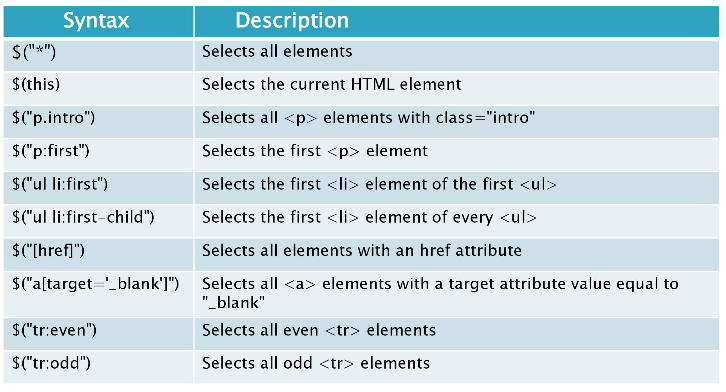 Syntax Description
$("*") Selects all elements
$(this) Selects the current HTML element
$("p.intro") Selects all <p> elements with class="intro"
$("p:first") Selects the first <p> element
$("ul li:first") Selects the first <li> element of the first <ul>
$("ul li:first-child") Selects the first <li> element of every <ul>
$("[href]") Selects all elements with an href attribute
$("a[target='_blank']") Selects all <a> elements with a target attribute value equal to
"_blank"
$("tr:even") Selects all even <tr> elements
$("tr:odd") Selects all odd <tr> elements